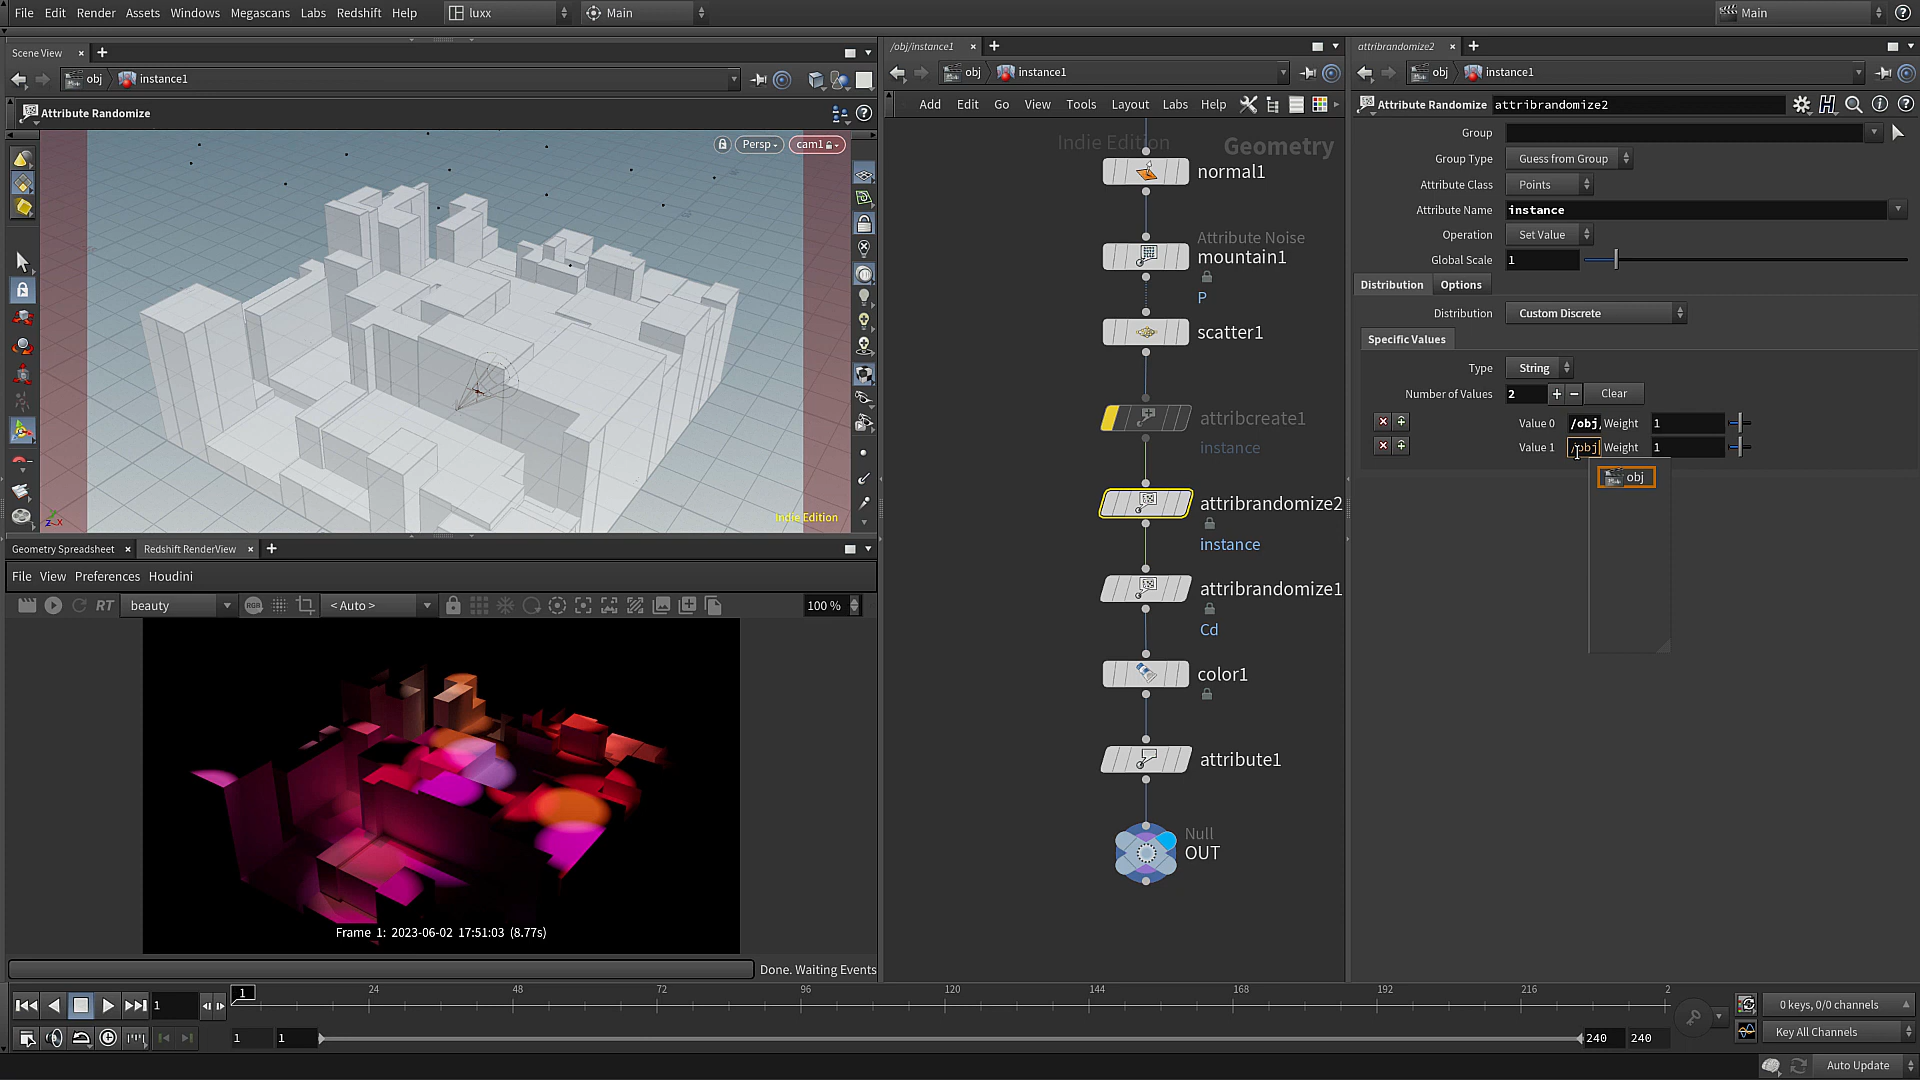 File Edit Render Assets Windows Megascans Labs Redshift Help
luxx
Main
Main
Scene View
obj
instance1
Attribute Randomize
Persp
cam1
Indie Edition
z x
Geometry Spreadsheet
Redshift RenderView
File View Preferences Houdini
RT
beauty
RGB
< Auto >
100 %
Frame 1: 2023-06-02 17:51:03 (8.77s)
Done. Waiting Events
/obj/instance1
obj
instance1
Add Edit Go View Tools Layout Labs Help
Indie Edition
Geometry
normal1
Attribute Noise
mountain1
P
scatter1
attribcreate1
instance
attribrandomize2
instance
attribrandomize1
Cd
color1
attribute1
Null
OUT
attribrandomize2
obj
instance1
Attribute Randomize
attribrandomize2
Group
Group Type
Guess from Group
Attribute Class
Points
Attribute Name
instance
Operation
Set Value
Global Scale
1
Distribution
Options
Distribution
Custom Discrete
Specific Values
Type
String
Number of Values
2
Clear
Value 0
/obj/
Weight
1
Value 1
/obj
Weight
1
obj
1
1
24
48
72
96
120
144
168
192
216
2
1
1
240
240
0 keys, 0/0 channels
Key All Channels
Auto Update